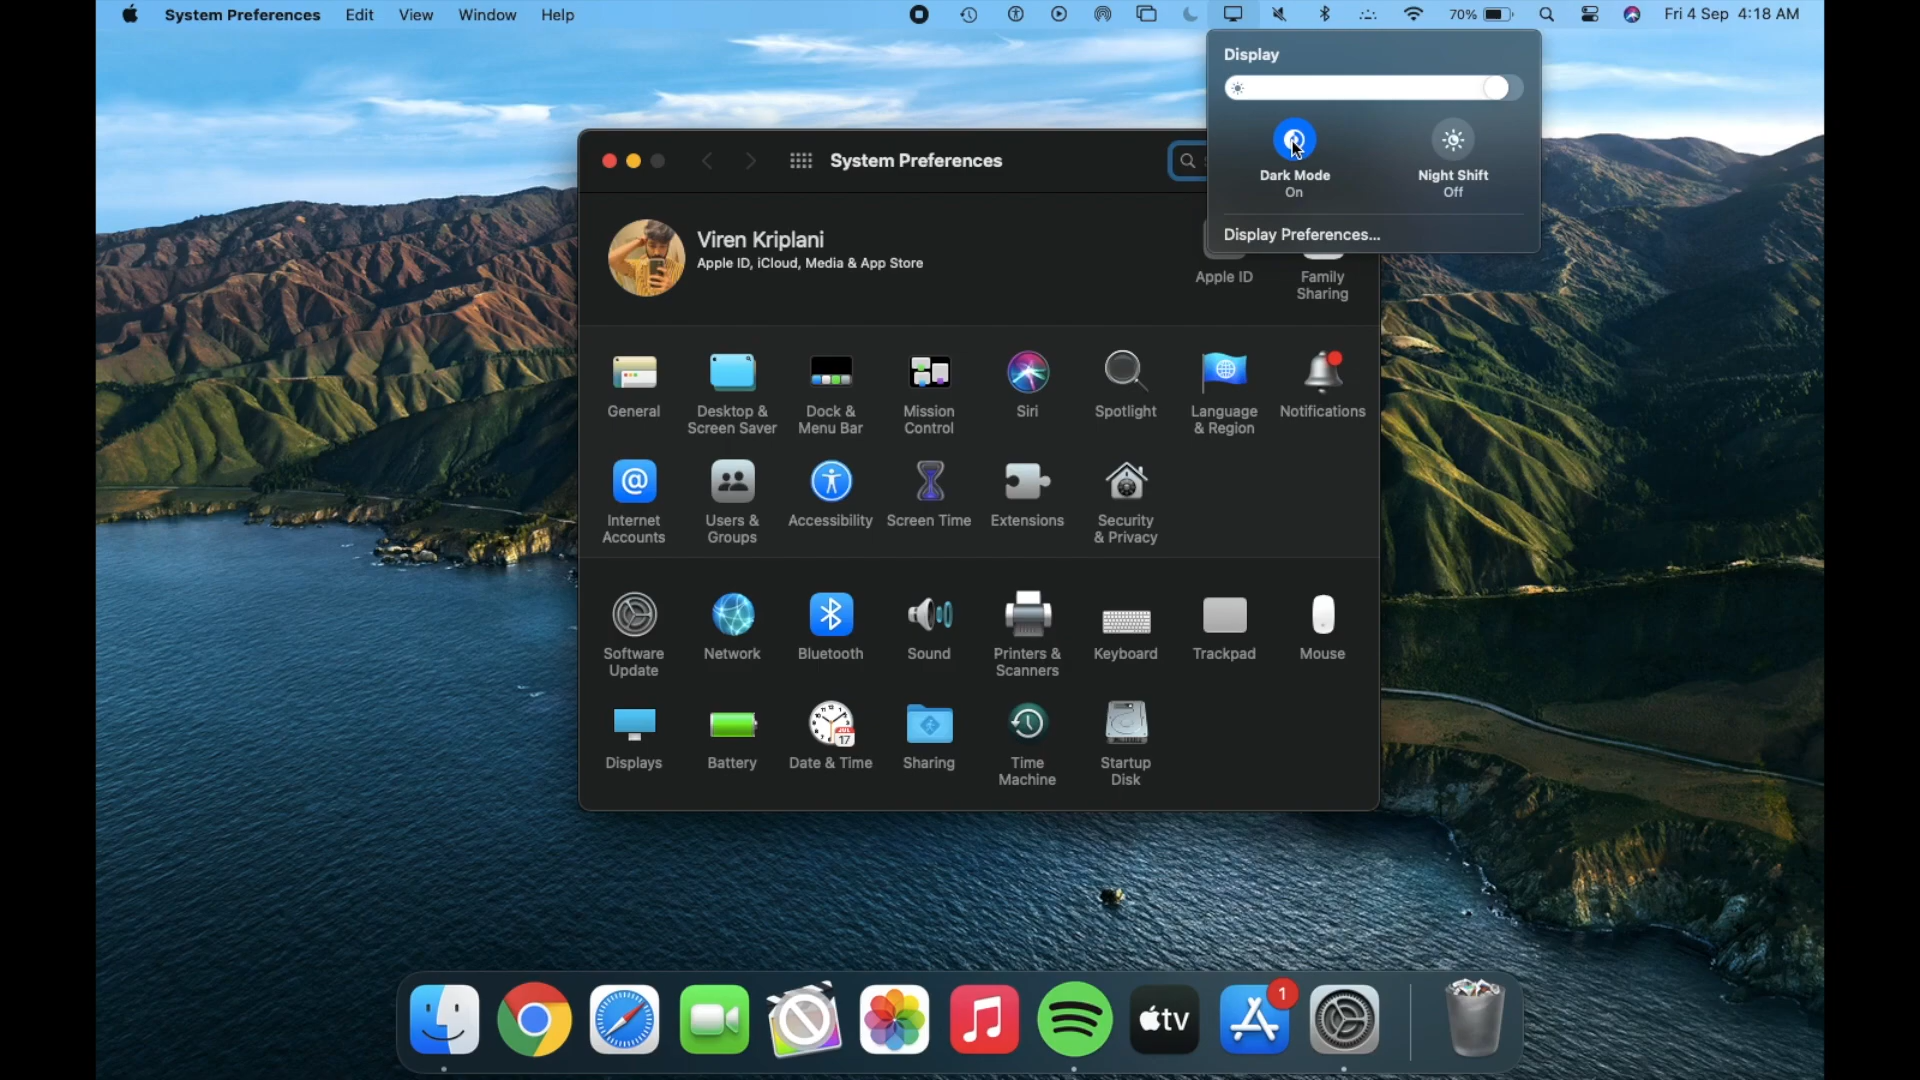 System Preferences Edit View Window Help 70% Fri 4 Sep 4:18 AM
Display
Dark Mode
On
Night Shift
Off
Display Preferences...
System Preferences
Viren Kriplani
Apple ID, iCloud, Media & App Store
Apple ID
Family
Sharing
General
Desktop &
Screen Saver
Dock &
Menu Bar
Mission
Control
Siri
Spotlight
Language
& Region
Notifications
Internet
Accounts
Users &
Groups
Accessibility
Screen Time
Extensions
Security
& Privacy
Software
Update
Network
Bluetooth
Sound
Printers &
Scanners
Keyboard
Trackpad
Mouse
Displays
Battery
JUL
17
Date & Time
Sharing
Time
Machine
Startup
Disk
tv
1